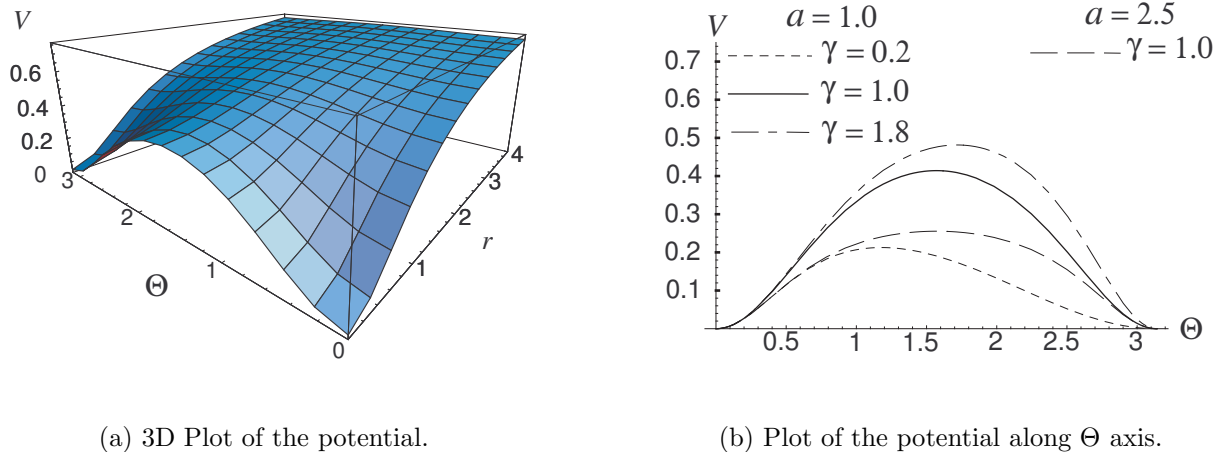 V
0.6
0.4
0.2
0
3
2
1
0
Θ
4
3
2
1
r
V a = 1.0 a = 2.5
0.7 γ = 0.2 γ = 1.0
0.6 γ = 1.0
0.5 γ = 1.8
0.4
0.3
0.2
0.1
0.5 1 1.5 2 2.5 3 Θ
(a) 3D Plot of the potential.
(b) Plot of the potential along Θ axis.